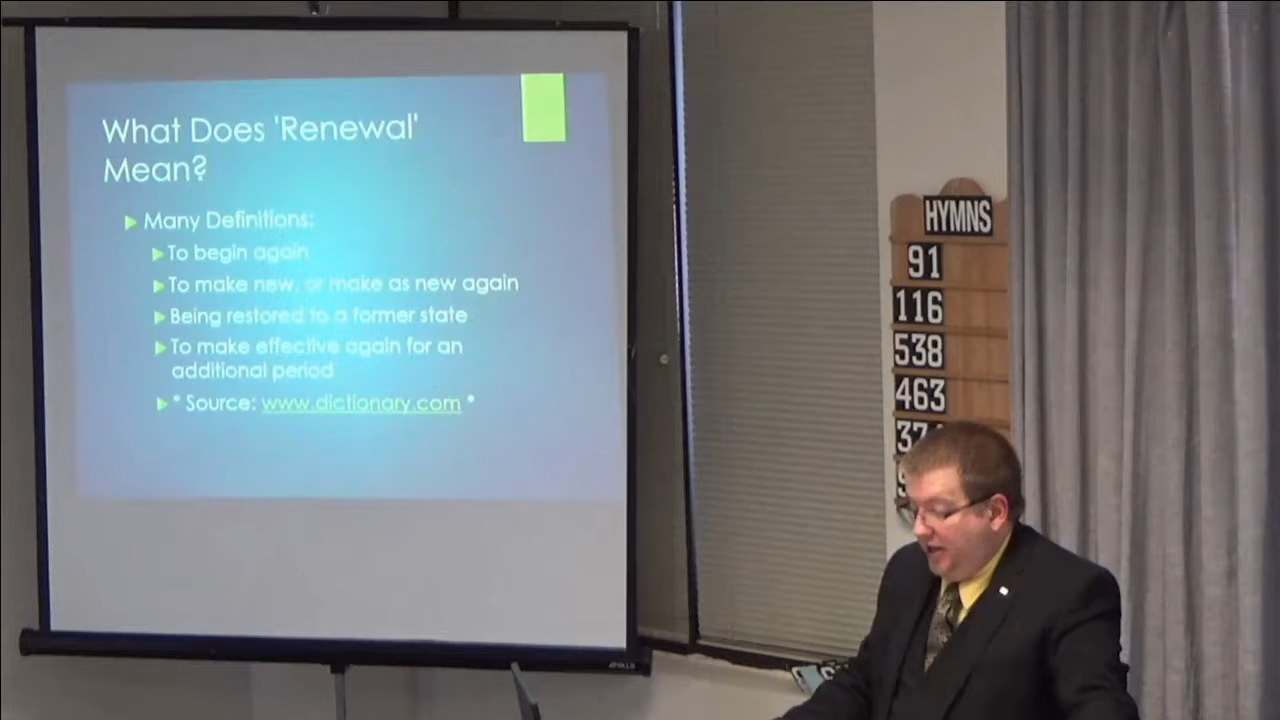 What Does 'Renewal'
Mean?
Many Definitions:
To begin again
To make new, or make as new again
Being restored to a former state
To make effective again for an
additional period
* Source: www.dictionary.com *
HYMNS
91
116
538
463
APOLLO